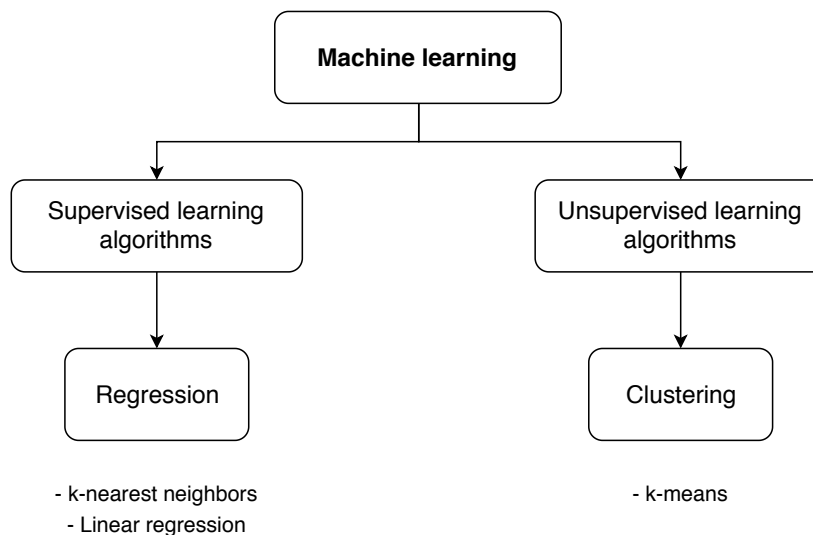 Machine learning
Supervised learning
algorithms
Unsupervised learning
algorithms
Regression
Clustering
- k-nearest neighbors
- Linear regression
- k-means